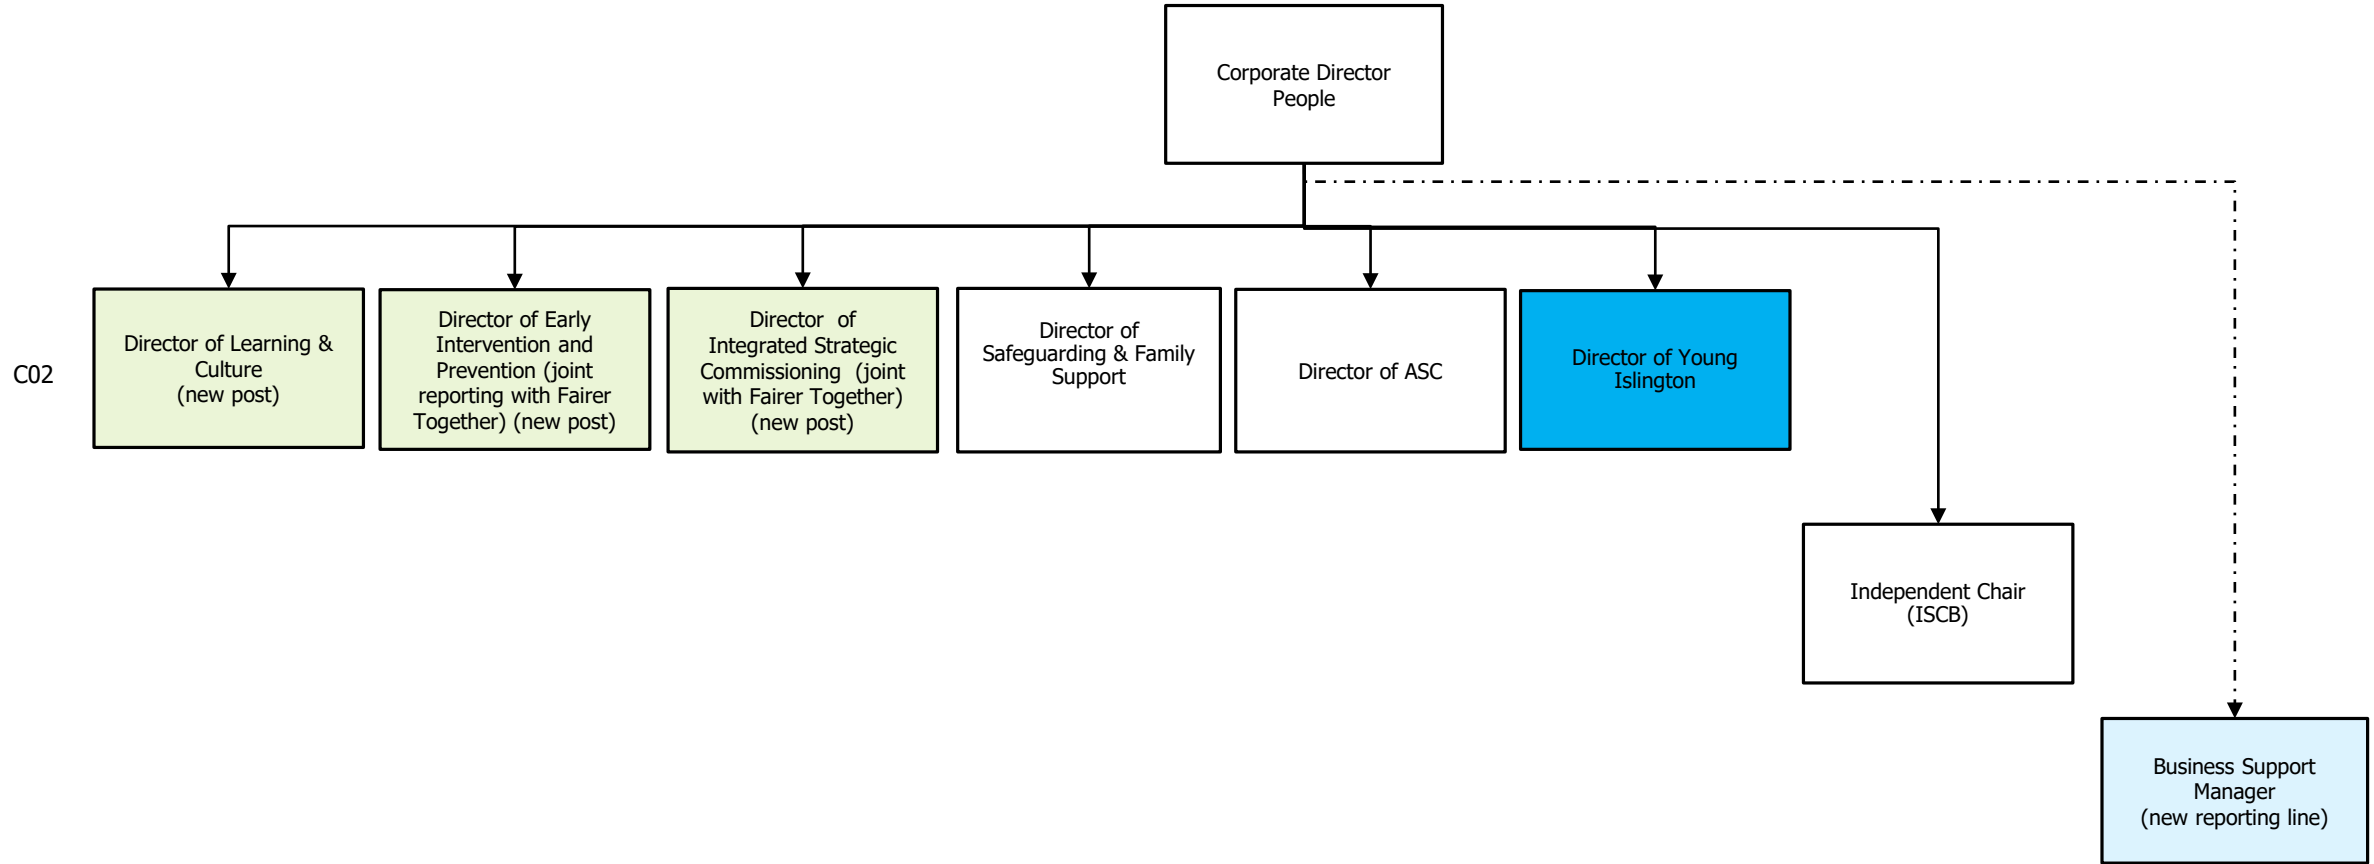 Corporate Director
People
C02
Director of Learning &
Culture
(new post)
Director of Early
Intervention and
Prevention (joint
reporting with Fairer
Together) (new post)
Director of
Integrated Strategic
Commissioning (joint
with Fairer Together)
(new post)
Director of
Safeguarding & Family
Support
Director of ASC
Director of Young
Islington
Independent Chair
(ISCB)
Business Support
Manager
(new reporting line)